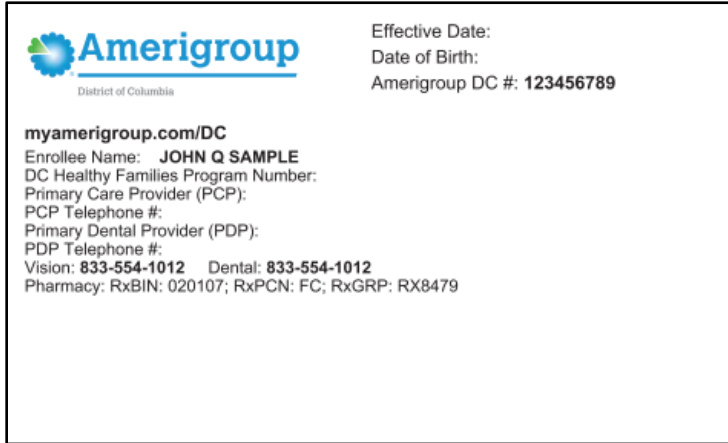 Amerigroup
District of Columbia
Effective Date:
Date of Birth:
Amerigroup DC #: 123456789
myamerigroup.com/DC
Enrollee Name: JOHN Q SAMPLE
DC Healthy Families Program Number:
Primary Care Provider (PCP):
PCP Telephone #:
Primary Dental Provider (PDP):
PDP Telephone #:
Vision: 833-554-1012 Dental: 833-554-1012
Pharmacy: RxBIN: 020107; RxPCN: FC; RxGRP: RX8479